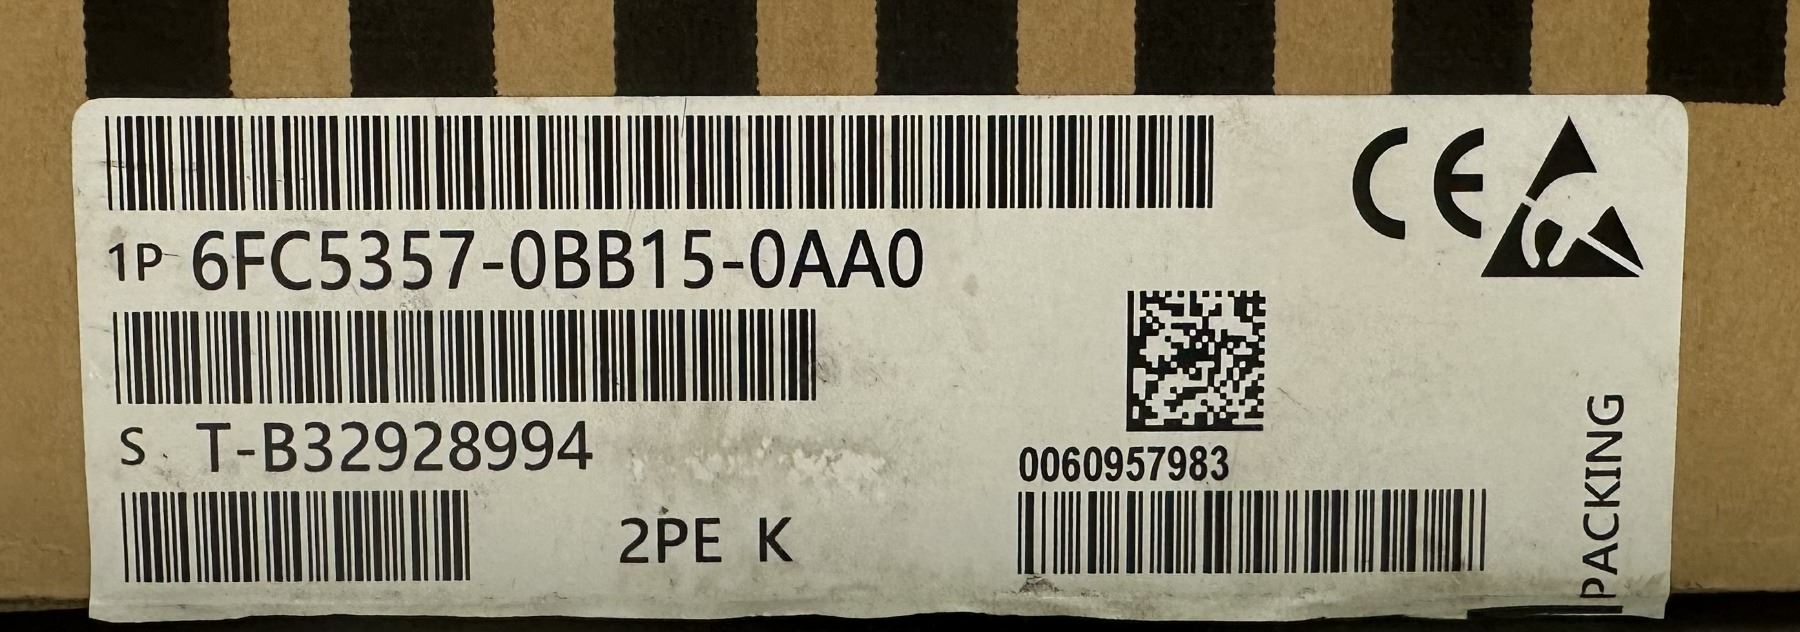 1P 6FC5357-0BB15-0AA0
S T-B32928994
0060957983
2PE K
CE
PACKING